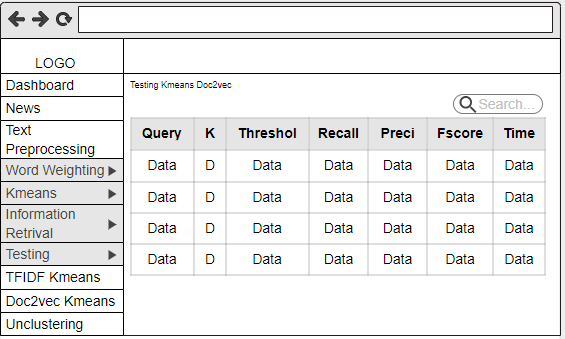 LOGO
Dashboard
News
Text
Preprocessing
Word Weighting
Kmeans
Information
Retrival
Testing
TFIDF Kmeans
Doc2vec Kmeans
Unclustering
Testing Kmeans Doc2vec
Search...
Query K Threshol Recall Preci Fscore Time
Data D Data Data Data Data Data
Data D Data Data Data Data Data
Data D Data Data Data Data Data
Data D Data Data Data Data Data